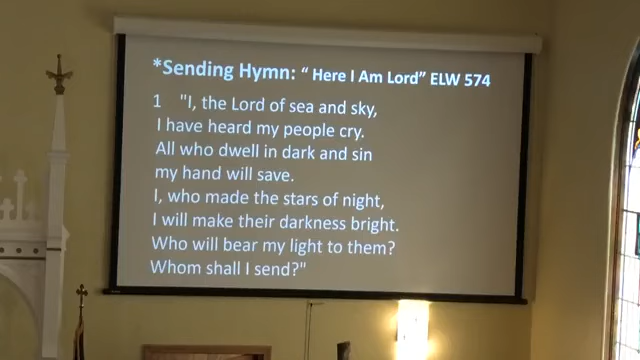 *Sending Hymn: “ Here I Am Lord” ELW 574
1 "I, the Lord of sea and sky,
I have heard my people cry.
All who dwell in dark and sin
my hand will save.
I, who made the stars of night,
I will make their darkness bright.
Who will bear my light to them?
Whom shall I send?"